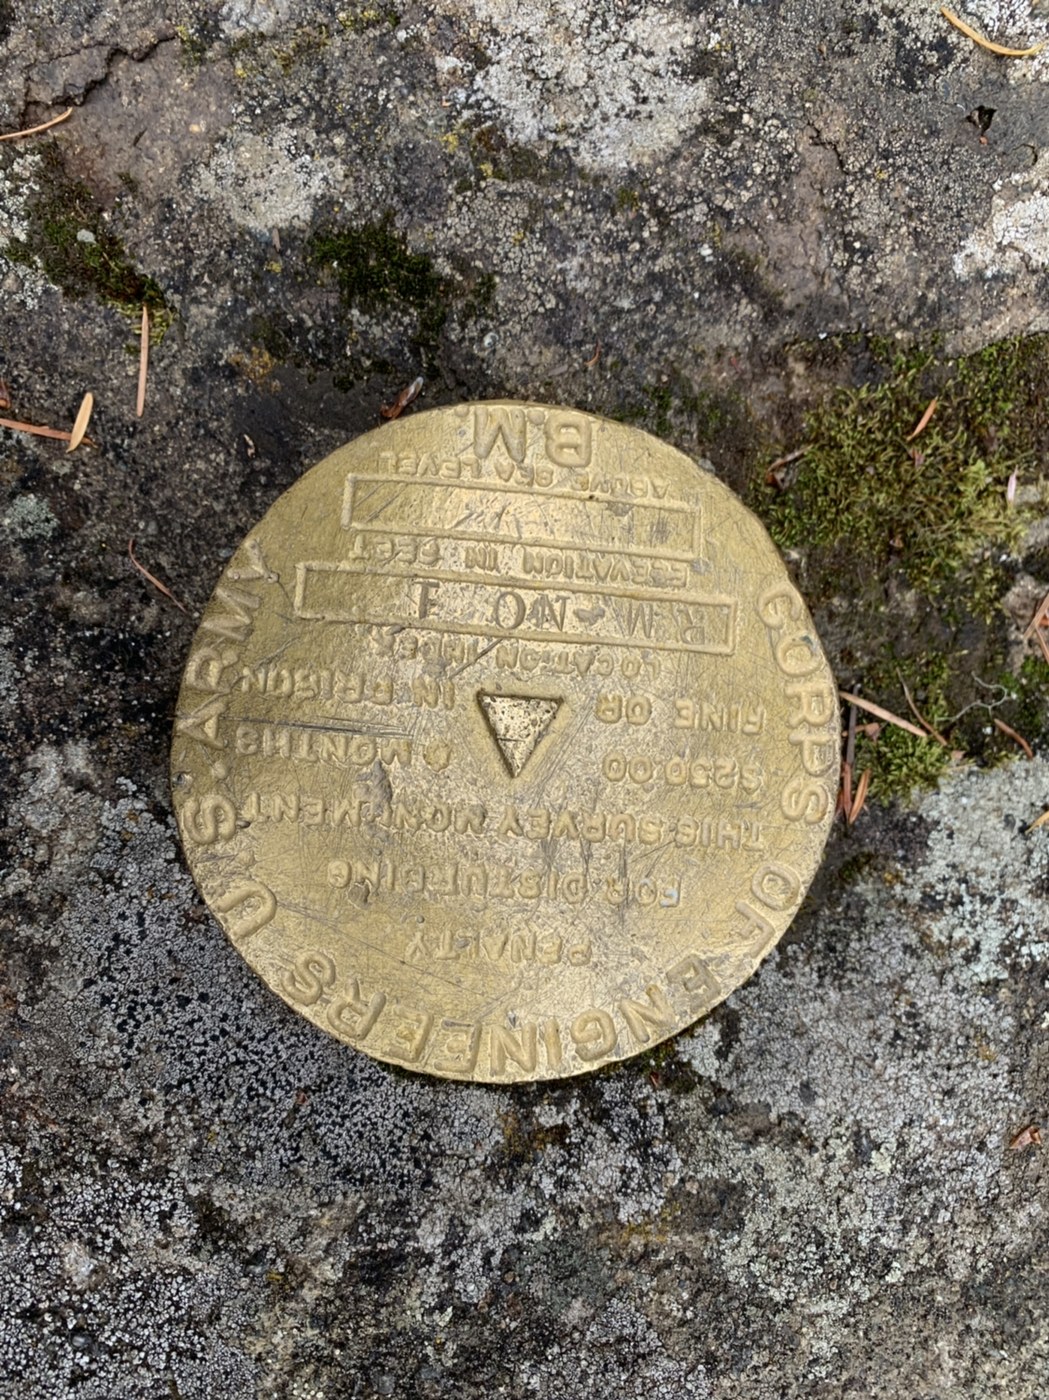 CORPS OF ENGINEERS U.S. ARMY
PENALTY
FOR DISTURBING
THIS SURVEY MONUMENT
$250.00 6 MONTHS
FINE OR IN PRISON
LOCATION INDEX
R.M. NO 1
ELEVATION IN FEET
ABOVE SEA LEVEL
B.M.